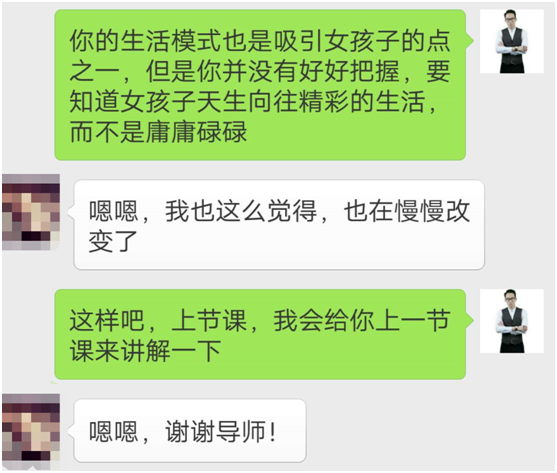 你的生活模式也是吸引女孩子的点
之一，但是你并没有好好把握，要
知道女孩子天生向往精彩的生活，
而不是庸庸碌碌
嗯嗯，我也这么觉得，也在慢慢改
变了
这样吧，上节课，我会给你上一节
课来讲解一下
嗯嗯，谢谢导师！